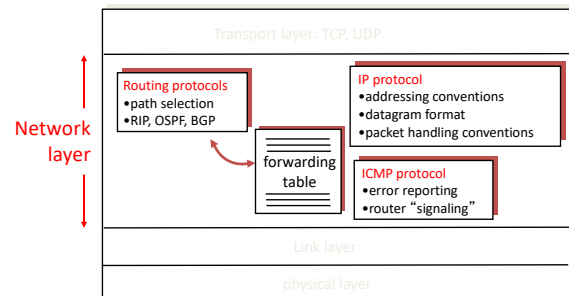 Transport layer: TCP, UDP
Network
layer
Routing protocols
•path selection
•RIP, OSPF, BGP
forwarding
table
IP protocol
•addressing conventions
•datagram format
•packet handling conventions
ICMP protocol
•error reporting
•router “signaling”
Link layer
physical layer